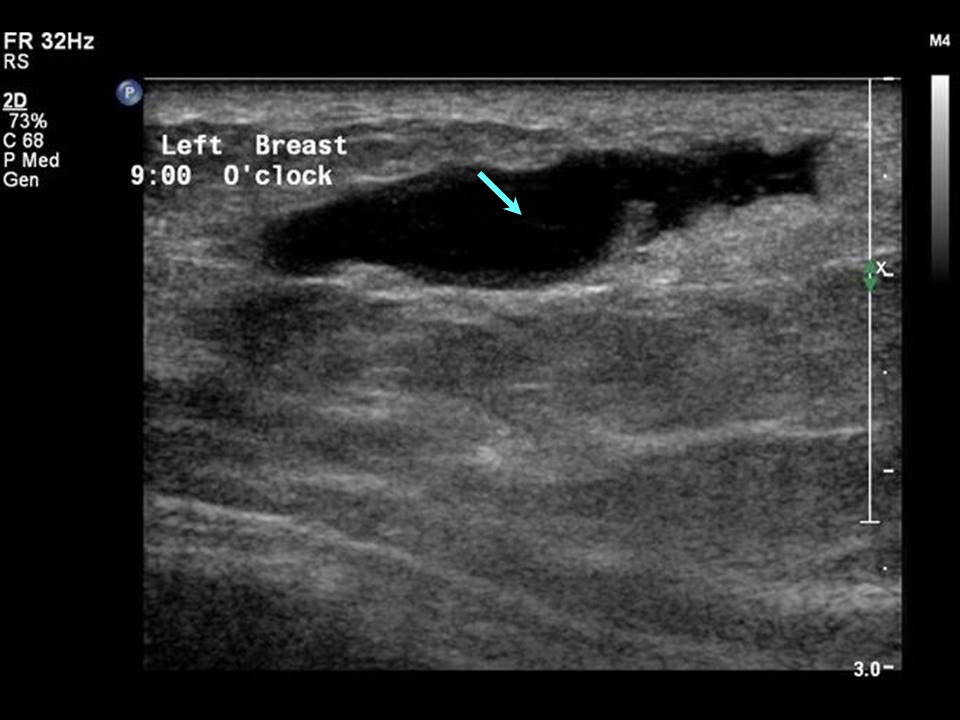 FR 32Hz
RS
M4
P
2D
73%
C 68
P Med
Gen
Left Breast
9:00 O'clock
X
3.0